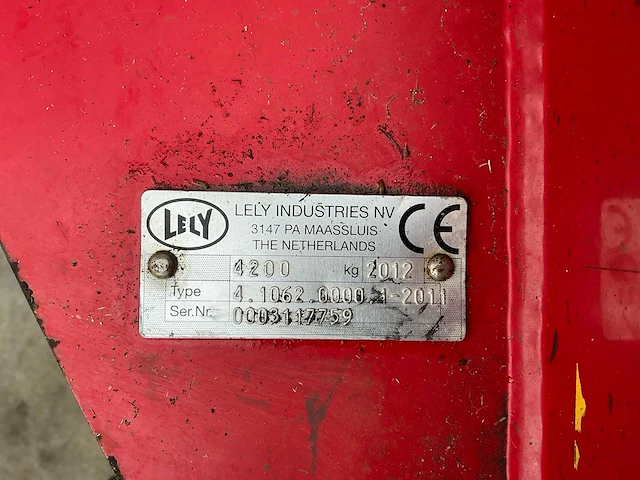 LELY
LELY INDUSTRIES NV
3147 PA MAASSLUIS
THE NETHERLANDS
CE
4200 kg 2012
Type 4.1062.0000.1-2011
Ser.Nr. 0003117759